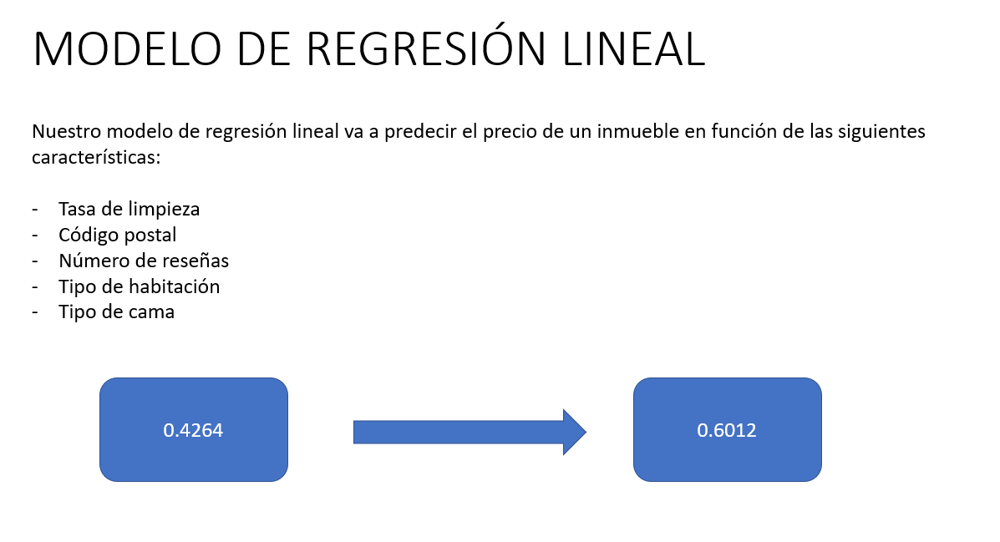 MODELO DE REGRESIÓN LINEAL
Nuestro modelo de regresión lineal va a predecir el precio de un inmueble en función de las siguientes
características:
- Tasa de limpieza
- Código postal
- Número de reseñas
- Tipo de habitación
- Tipo de cama
0.4264
0.6012